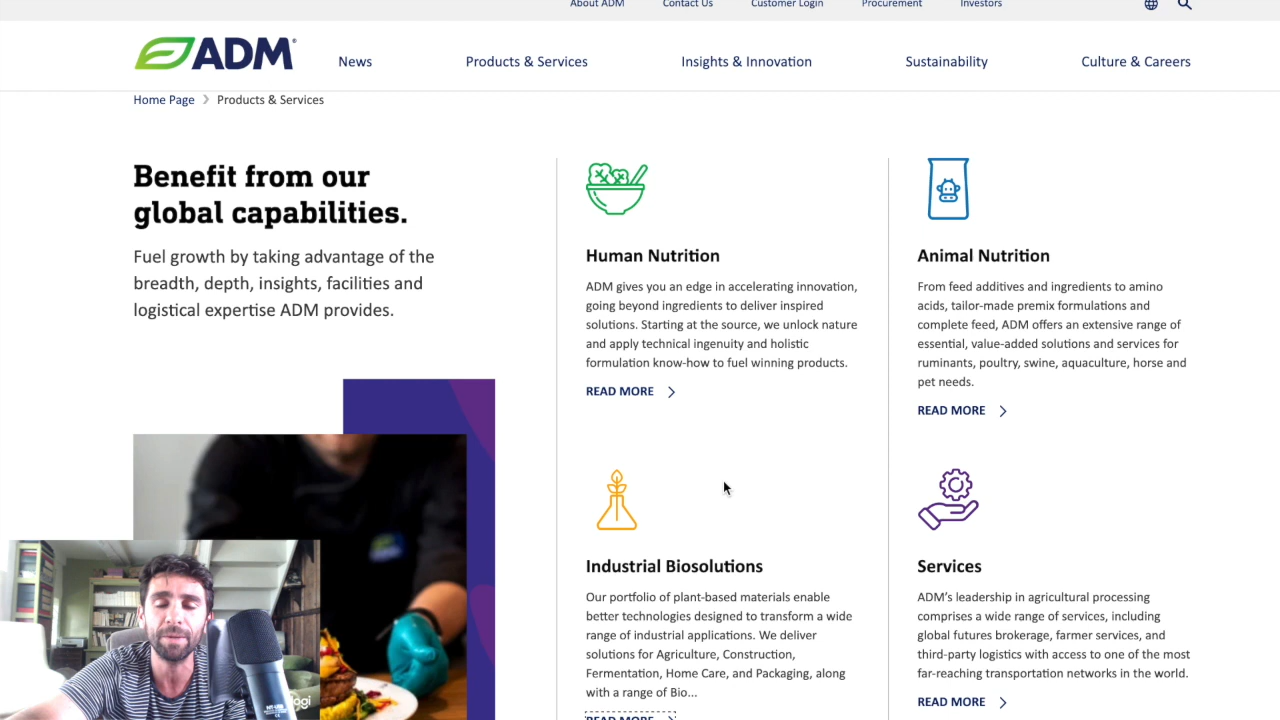 About ADM
Contact Us
Customer Login
Procurement
Investors
ADM®
News
Products & Services
Insights & Innovation
Sustainability
Culture & Careers
Home Page
Products & Services
Benefit from our
global capabilities.
Fuel growth by taking advantage of the
breadth, depth, insights, facilities and
logistical expertise ADM provides.
Human Nutrition
ADM gives you an edge in accelerating innovation,
going beyond ingredients to deliver inspired
solutions. Starting at the source, we unlock nature
and apply technical ingenuity and holistic
formulation know-how to fuel winning products.
READ MORE
Animal Nutrition
From feed additives and ingredients to amino
acids, tailor-made premix formulations and
complete feed, ADM offers an extensive range of
essential, value-added solutions and services for
ruminants, poultry, swine, aquaculture, horse and
pet needs.
READ MORE
Industrial Biosolutions
Our portfolio of plant-based materials enable
better technologies designed to transform a wide
range of industrial applications. We deliver
solutions for Agriculture, Construction,
Fermentation, Home Care, and Packaging, along
with a range of Bio...
READ MORE
Services
ADM's leadership in agricultural processing
comprises a wide range of services, including
global futures brokerage, farmer services, and
third-party logistics with access to one of the most
far-reaching transportation networks in the world.
READ MORE